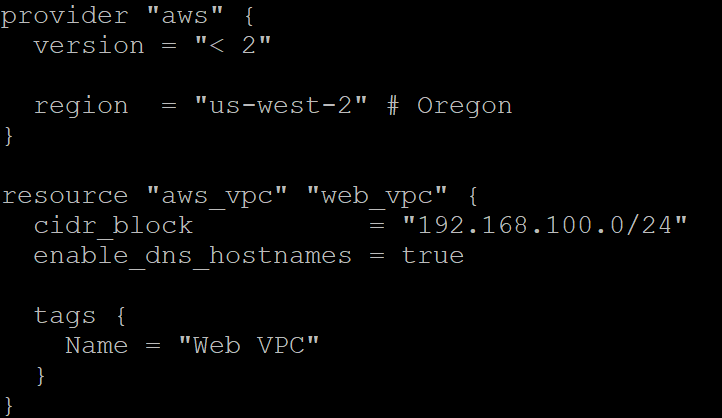 provider "aws" {
  version = "< 2"

  region  = "us-west-2" # Oregon
}

resource "aws_vpc" "web_vpc" {
  cidr_block           = "192.168.100.0/24"
  enable_dns_hostnames = true

  tags {
    Name = "Web VPC"
  }
}